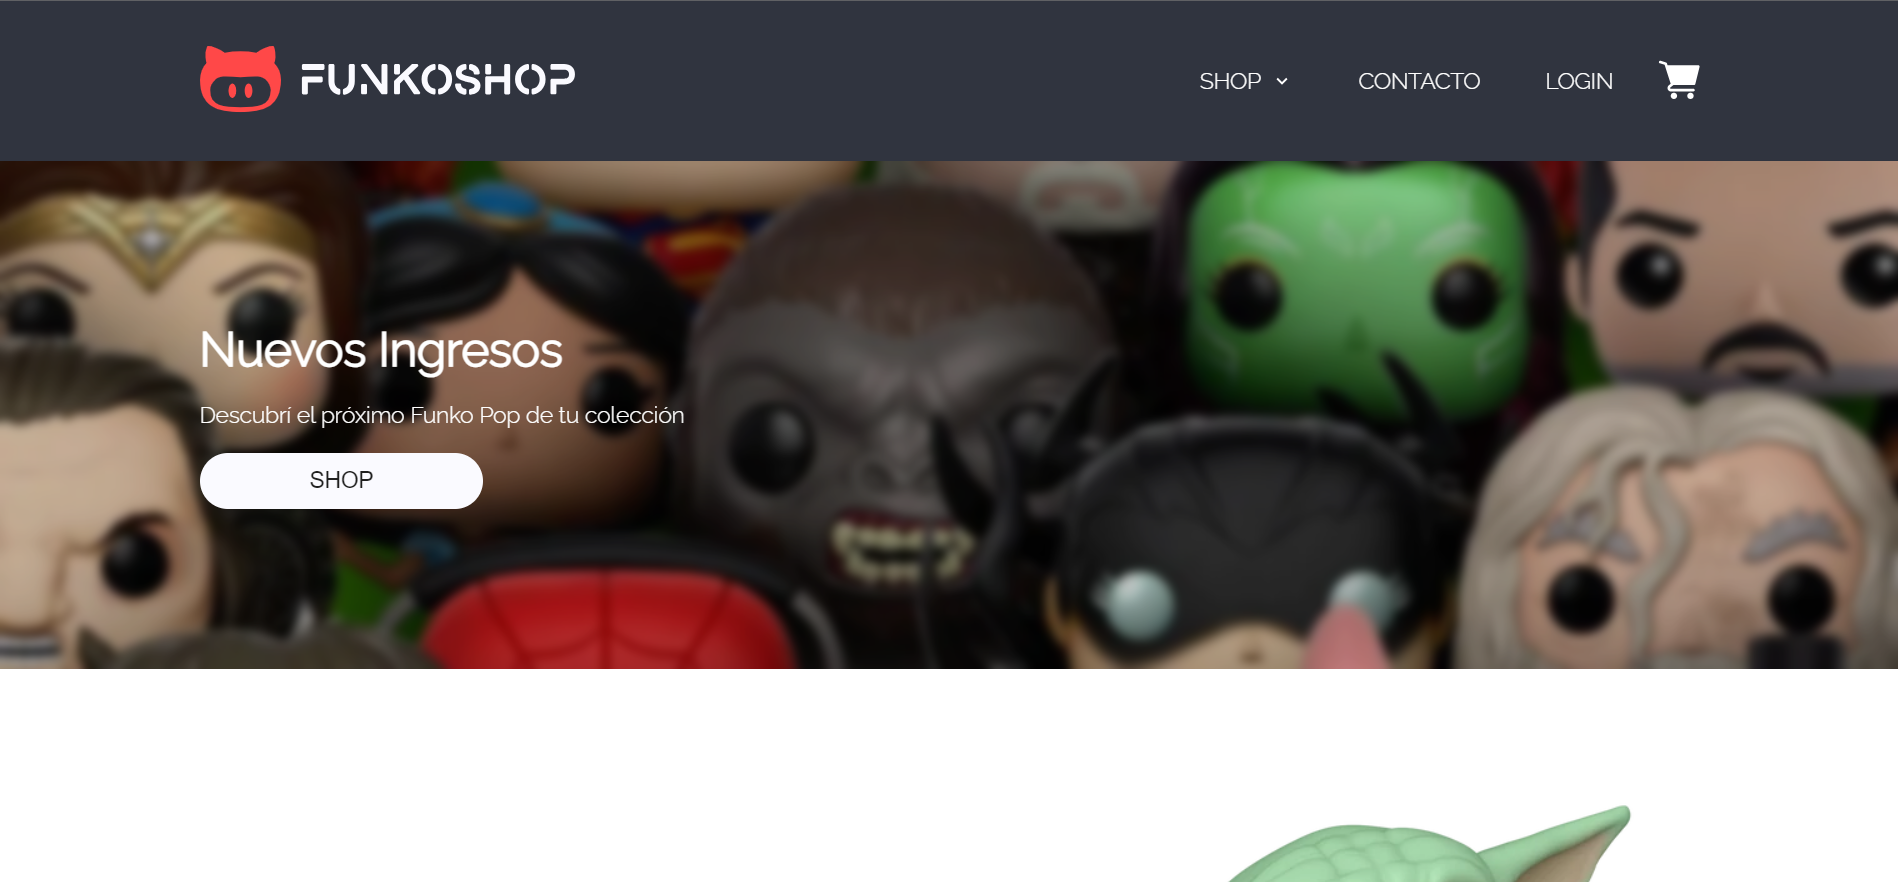 FUNKOSHOP
SHOP
CONTACTO
LOGIN
Nuevos Ingresos
Descubrí el próximo Funko Pop de tu colección
SHOP